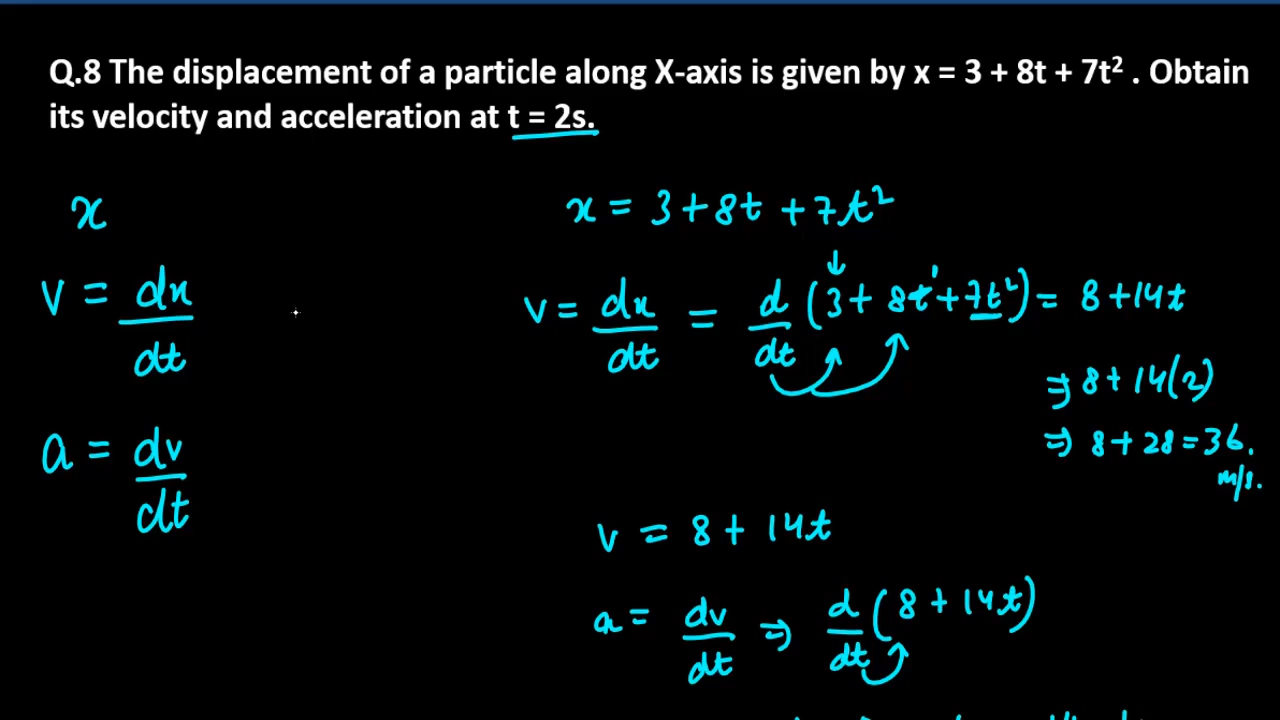 Q.8 The displacement of a particle along X-axis is given by x = 3 + 8t + 7t² . Obtain
its velocity and acceleration at t = 2s.
x
v = dx/dt
a = dv/dt
x = 3 + 8t + 7t²
v = dx/dt = d/dt (3 + 8t¹ + 7t²) = 8 + 14t
⇒ 8 + 14(2)
⇒ 8 + 28 = 36.
m/s.
v = 8 + 14t
a = dv/dt ⇒ d/dt (8 + 14t)